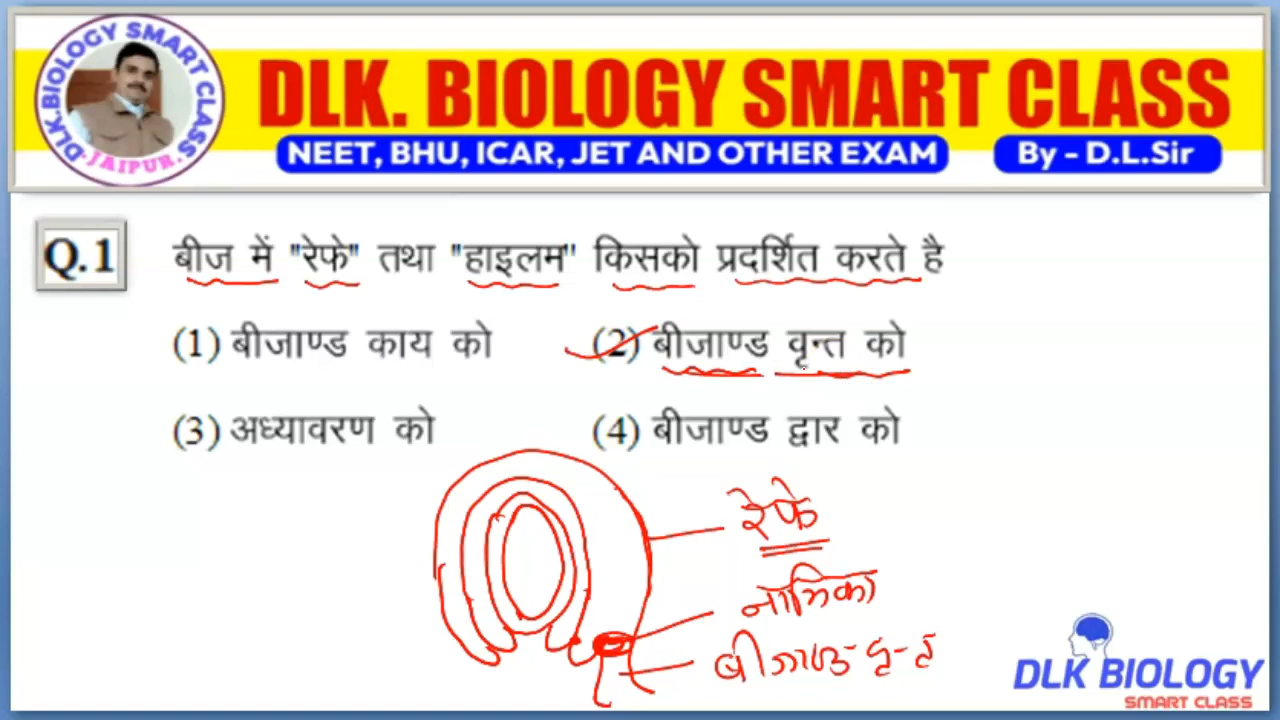 DLK.BIOLOGY SMART CLASS
JAIPUR
DLK. BIOLOGY SMART CLASS
NEET, BHU, ICAR, JET AND OTHER EXAM
By - D.L.Sir
Q.1 बीज में "रेफे" तथा "हाइलम" किसको प्रदर्शित करते है
(1) बीजाण्ड काय को (2) बीजाण्ड वृन्त को
(3) अध्यावरण को (4) बीजाण्ड द्वार को
रेफे
नाभिका
बीजाण्ड वृन्त
DLK BIOLOGY
SMART CLASS